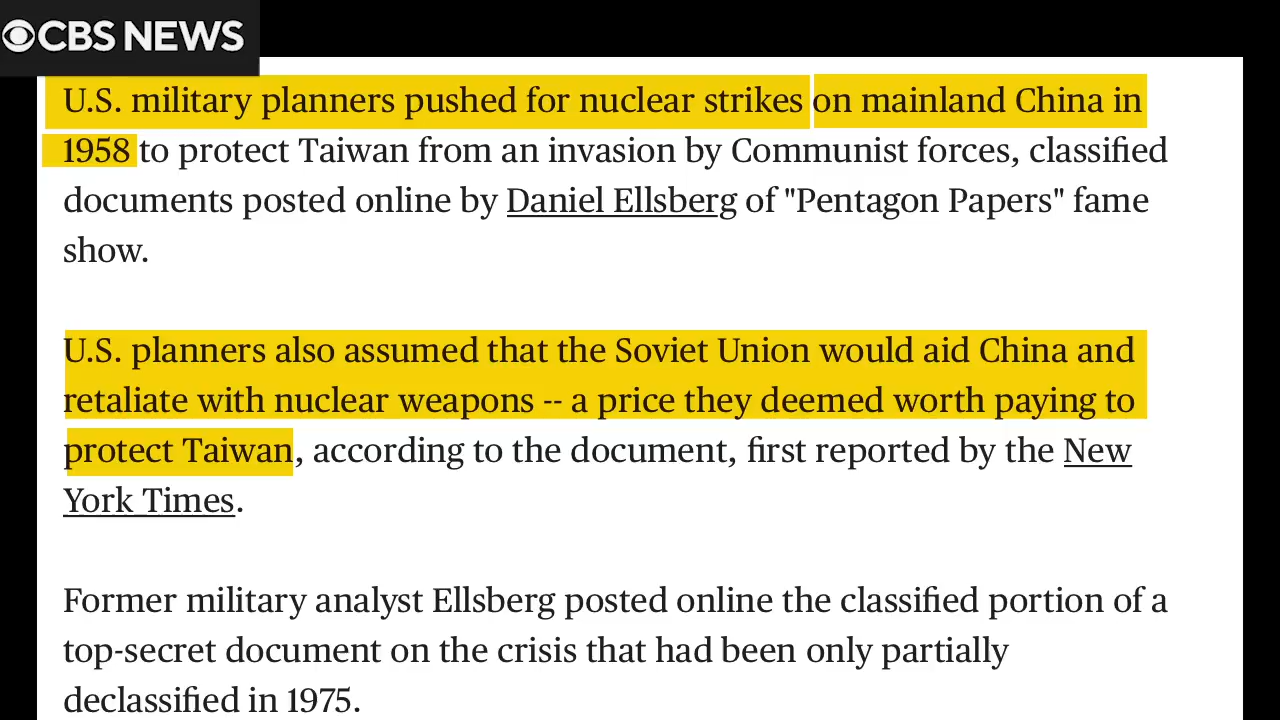 CBS NEWS
U.S. military planners pushed for nuclear strikes on mainland China in
1958 to protect Taiwan from an invasion by Communist forces, classified
documents posted online by Daniel Ellsberg of "Pentagon Papers" fame
show.
U.S. planners also assumed that the Soviet Union would aid China and
retaliate with nuclear weapons -- a price they deemed worth paying to
protect Taiwan, according to the document, first reported by the New
York Times.
Former military analyst Ellsberg posted online the classified portion of a
top-secret document on the crisis that had been only partially
declassified in 1975.